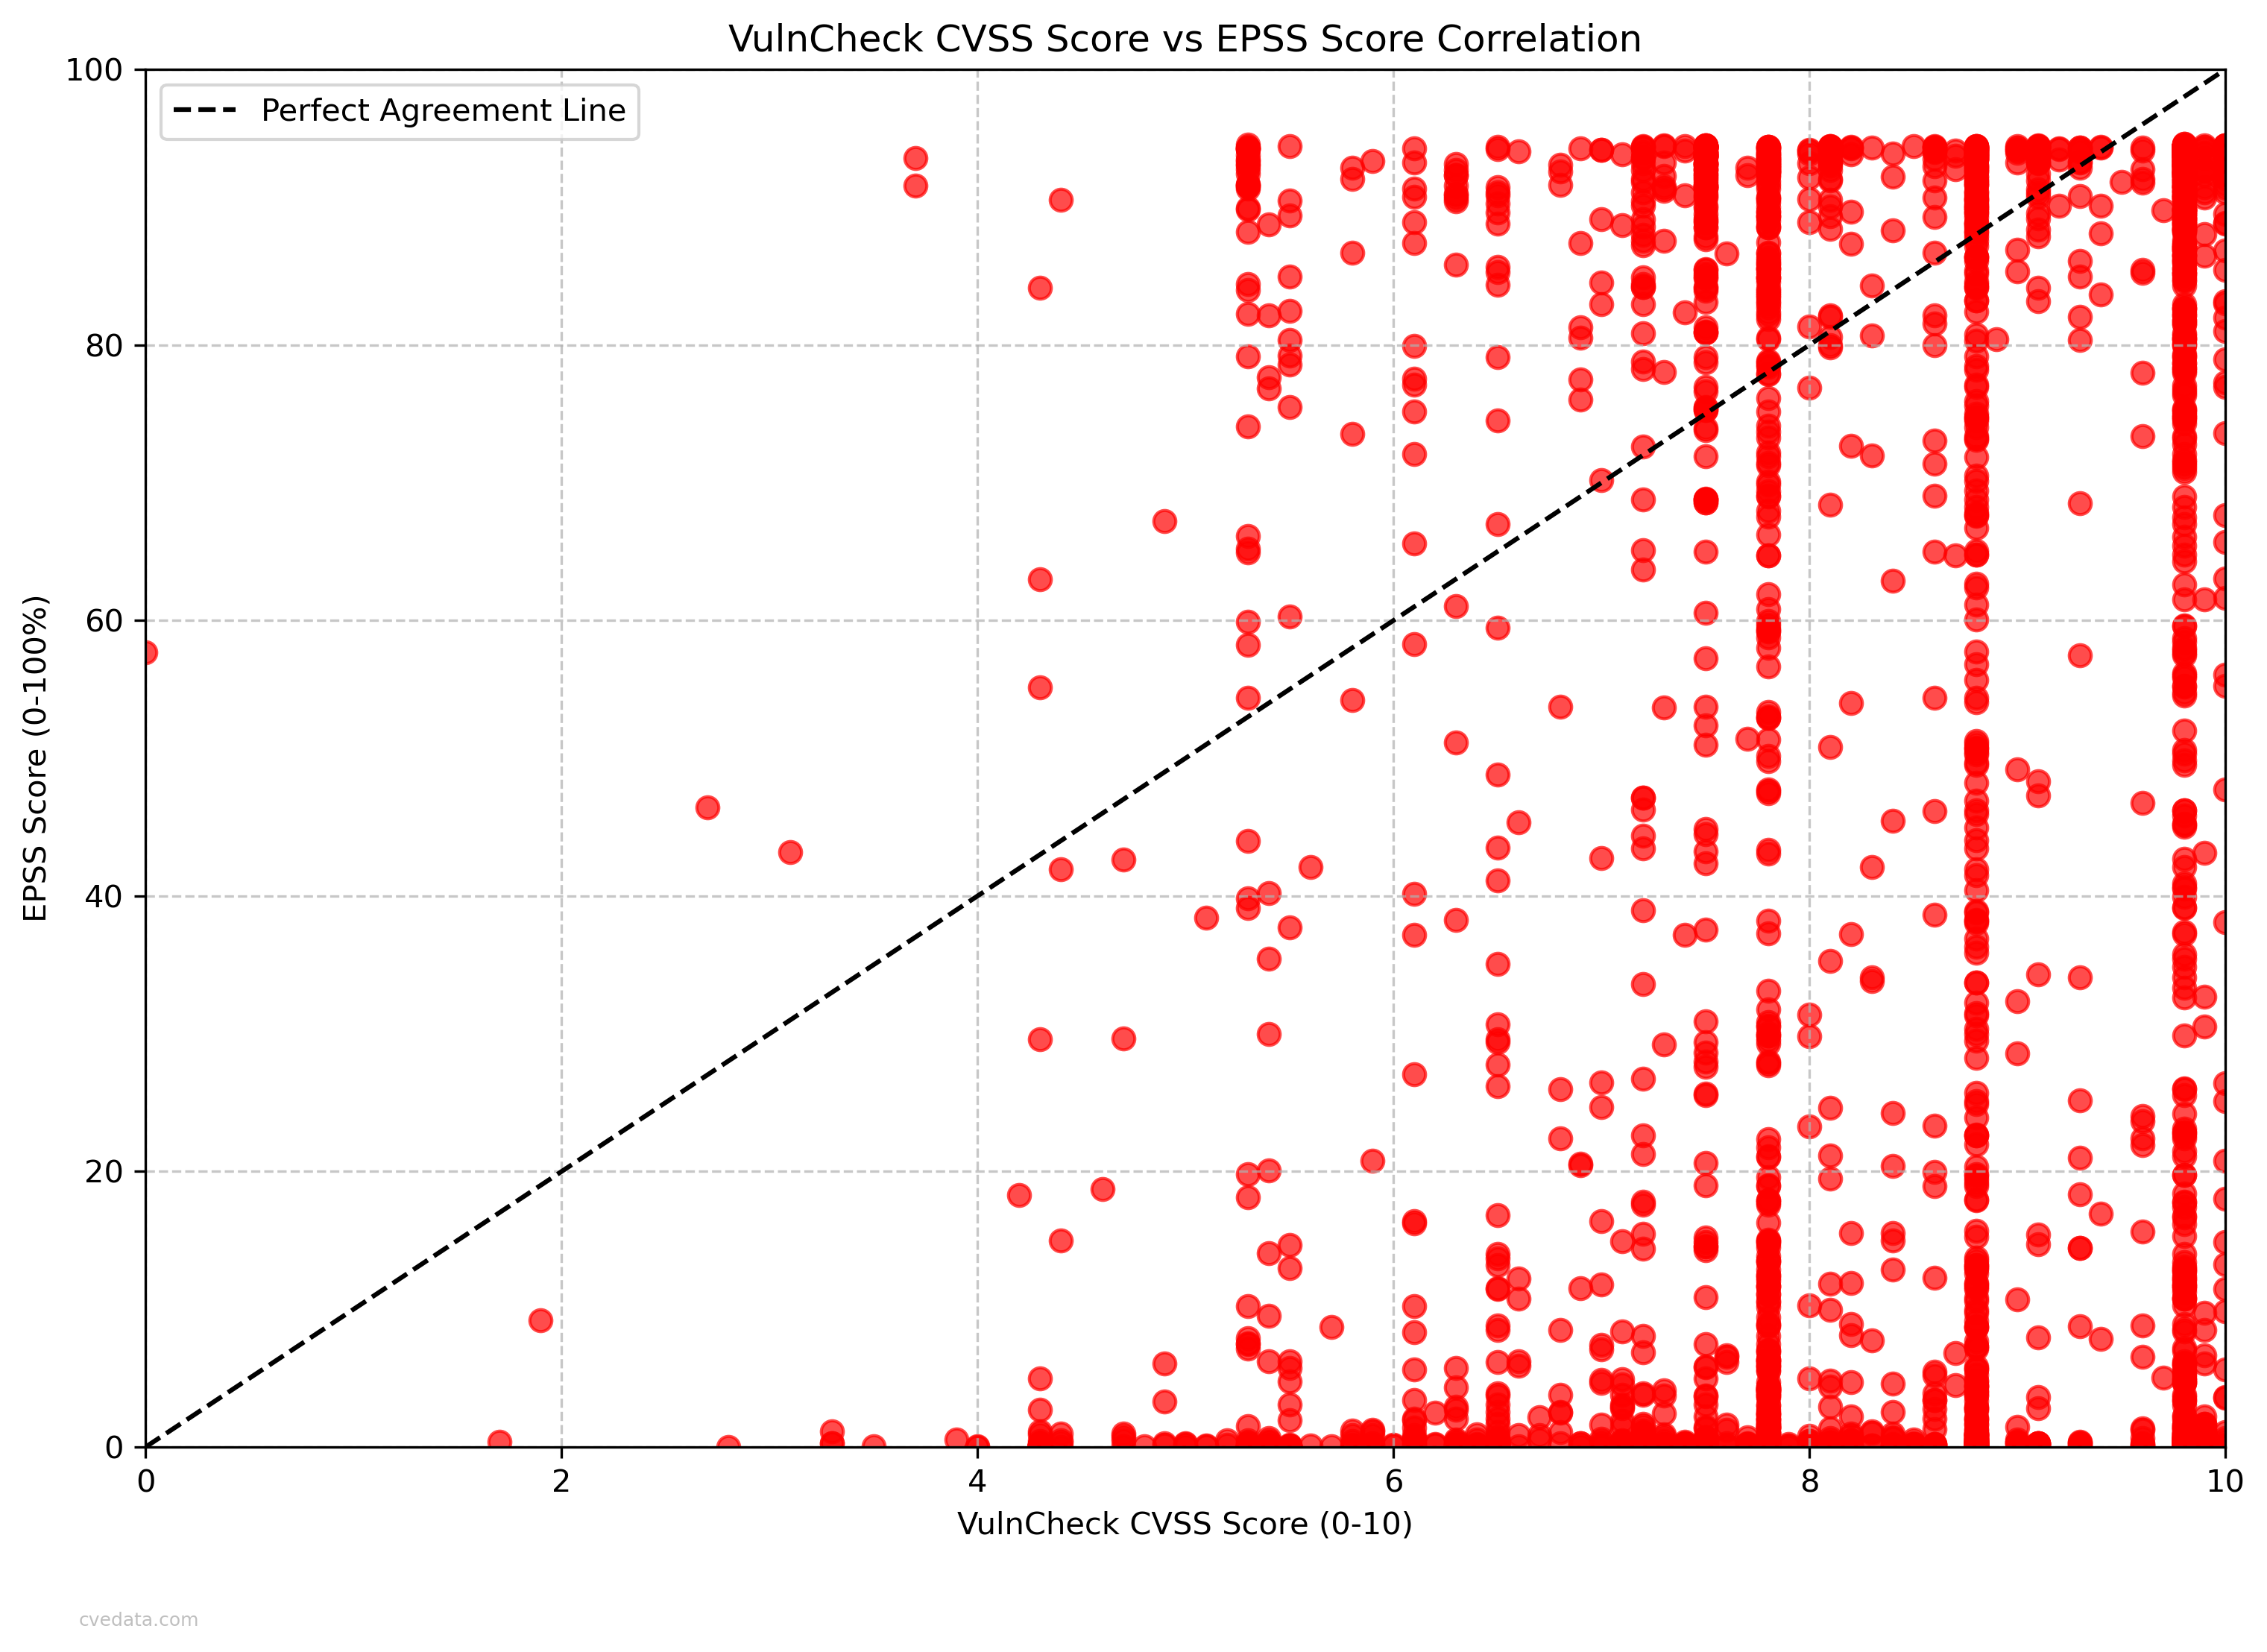 VulnCheck CVSS Score vs EPSS Score Correlation
100
Perfect Agreement Line
80
60
40
20
0
EPSS Score (0-100%)
0 2 4 6 8 10
VulnCheck CVSS Score (0-10)
cvedata.com